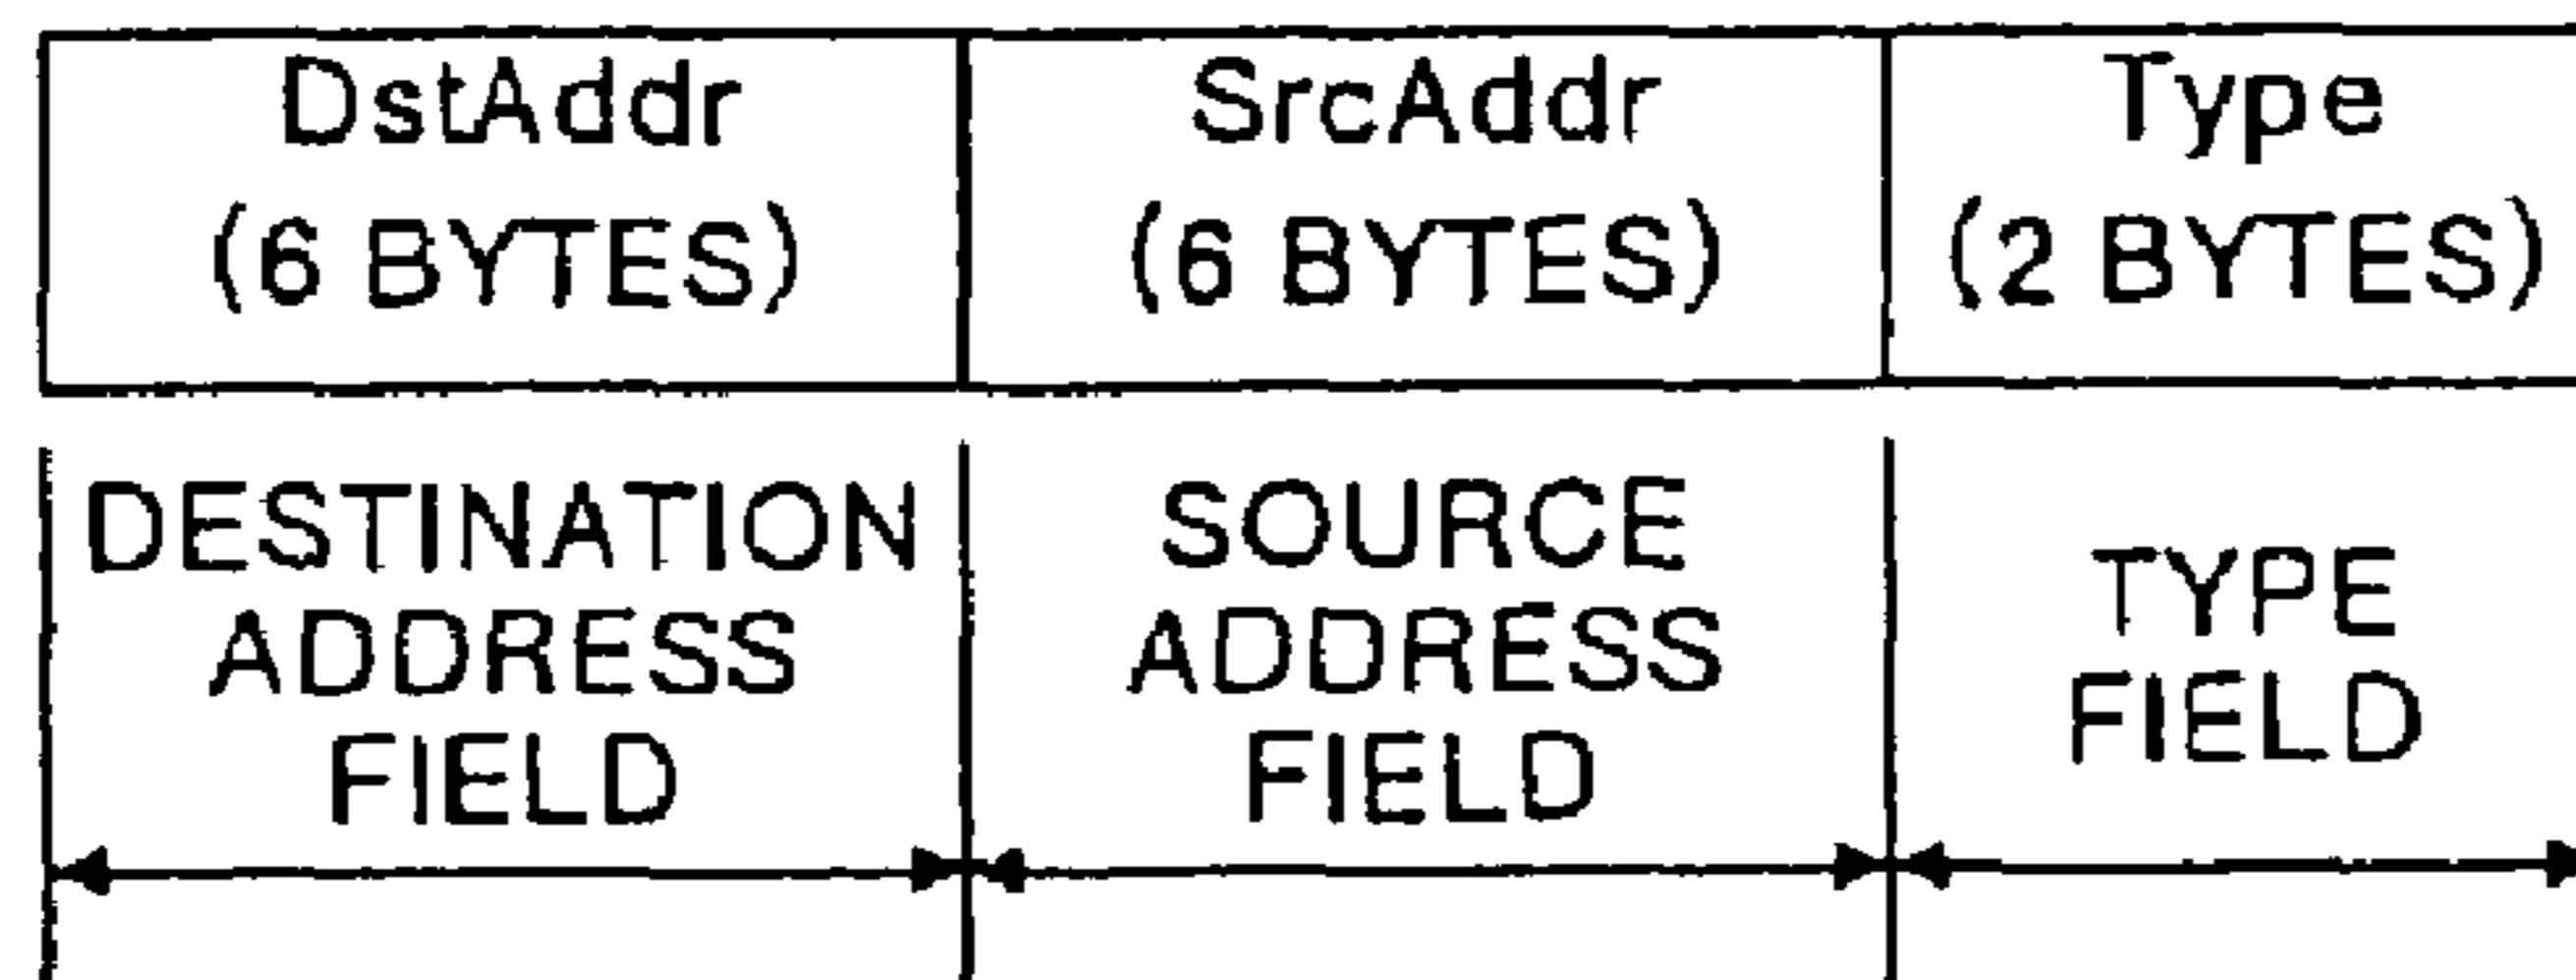 DstAddr
(6 BYTES)
SrcAddr
(6 BYTES)
Type
(2 BYTES)
DESTINATION
ADDRESS
FIELD
SOURCE
ADDRESS
FIELD
TYPE
FIELD